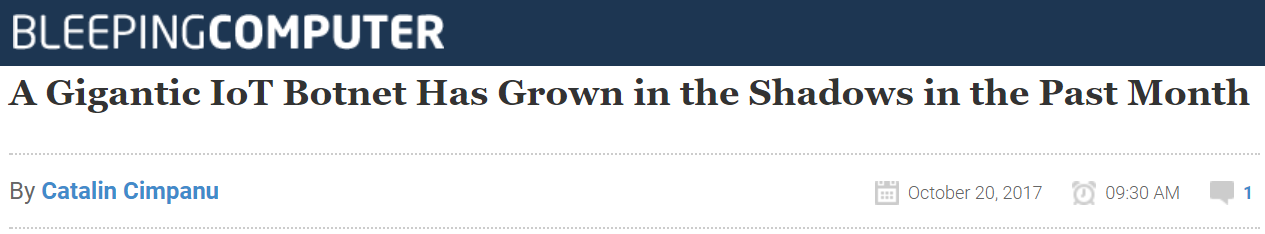 BLEEPINGCOMPUTER
A Gigantic IoT Botnet Has Grown in the Shadows in the Past Month
By Catalin Cimpanu October 20, 2017 09:30 AM 1